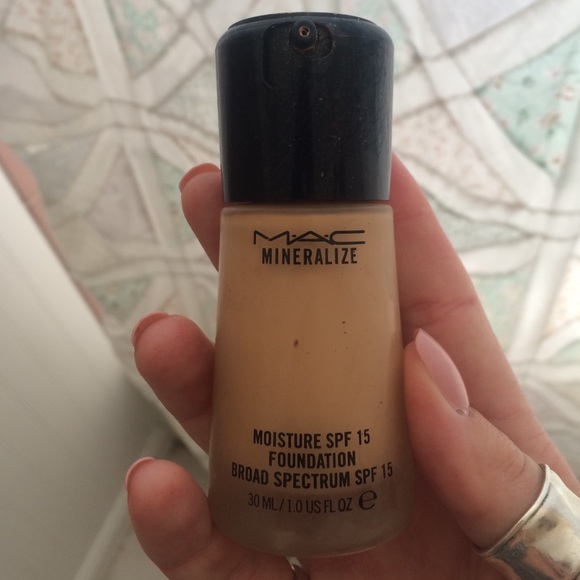 M·A·C
MINERALIZE
MOISTURE SPF 15
FOUNDATION
BROAD SPECTRUM SPF 15
30 ML / 1.0 US FL OZ ℮